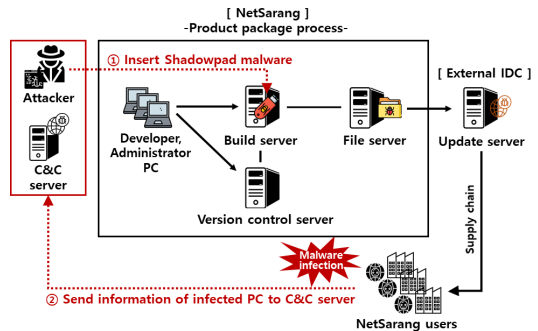 [ NetSarang ]
-Product package process-
① Insert Shadowpad malware
[ External IDC ]
Attacker
Developer,
Administrator
PC
Build server
File server
Update server
C&C
server
Version control server
Supply chain
Malware
infection
② Send information of infected PC to C&C server
NetSarang users